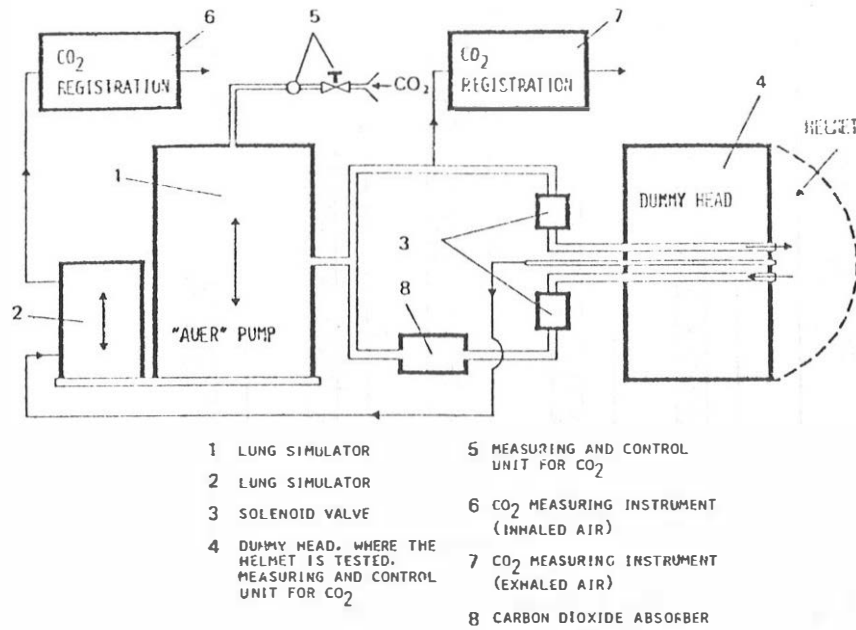 6
5
7
CO2
REGISTRATION
CO2
CO2
REGISTRATION
4
HELMET
1
DUMMY HEAD
3
2
8
"AUER" PUMP
1 LUNG SIMULATOR
2 LUNG SIMULATOR
3 SOLENOID VALVE
4 DUMMY HEAD. WHERE THE
HELMET IS TESTED.
MEASURING AND CONTROL
UNIT FOR CO2
5 MEASURING AND CONTROL
UNIT FOR CO2
6 CO2 MEASURING INSTRUMENT
(INHALED AIR)
7 CO2 MEASURING INSTRUMENT
(EXHALED AIR)
8 CARBON DIOXIDE ABSORBER